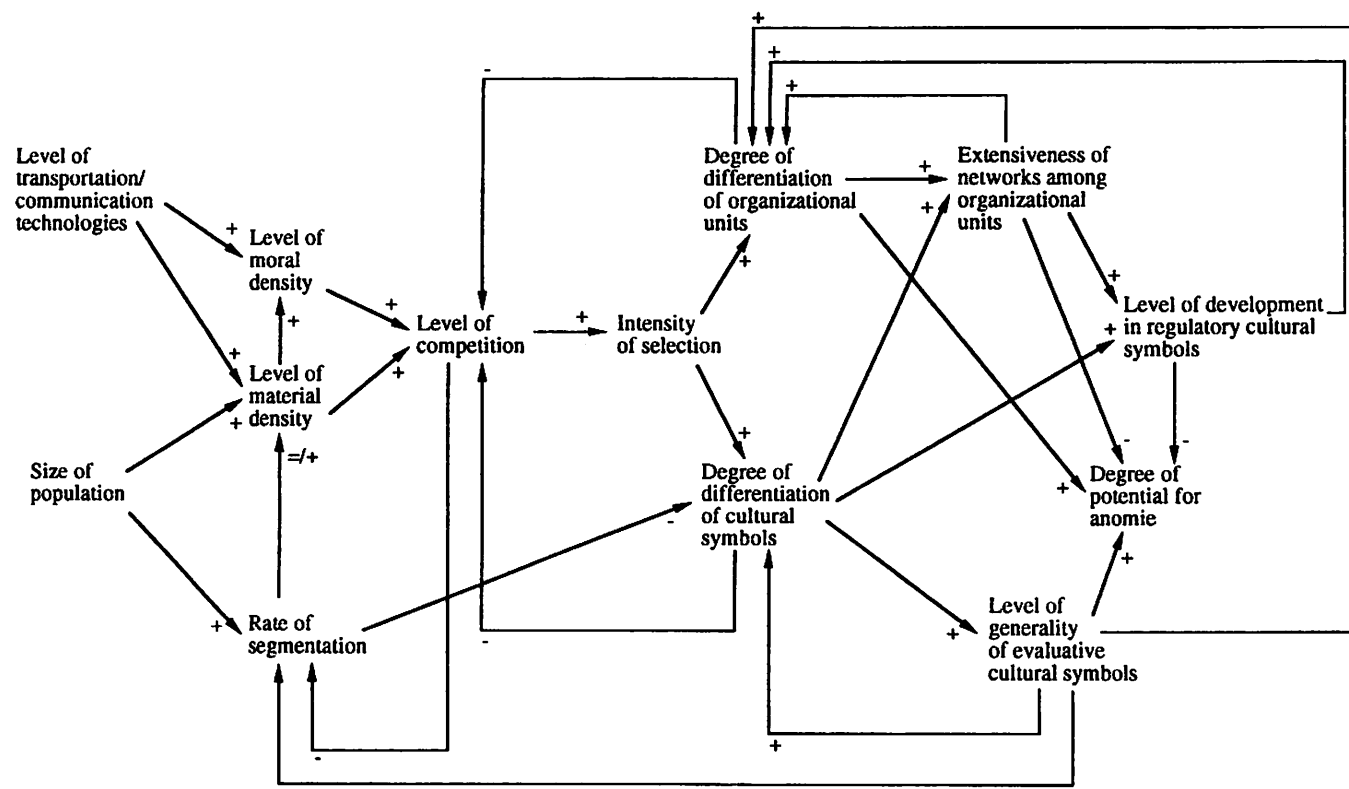 +
+
-
+
Level of
transportation/
communication
technologies
Degree of
differentiation
of organizational
units
Extensiveness of
networks among
organizational
units
+
+
+
Level of
moral
density
+
+
+
Level of
competition
+
Intensity
of selection
+
Level of development
in regulatory cultural
symbols
+
+
+
Level of
material
density
+
+
=/+
Size of
population
+
Degree of
differentiation
of cultural
symbols
-
-
-
Degree of
potential for
anomie
+
+
+
Rate of
segmentation
-
+
Level of
generality
of evaluative
cultural symbols
-
+